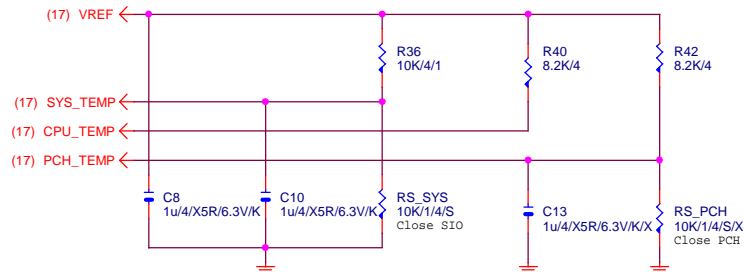 (17) VREF
R36
10K/4/1
R40
8.2K/4
R42
8.2K/4
(17) SYS_TEMP
(17) CPU_TEMP
(17) PCH_TEMP
C8
1u/4/X5R/6.3V/K
C10
1u/4/X5R/6.3V/K
RS_SYS
10K/1/4/S
Close SIO
C13
1u/4/X5R/6.3V/K/X
RS_PCH
10K/1/4/S/X
Close PCH